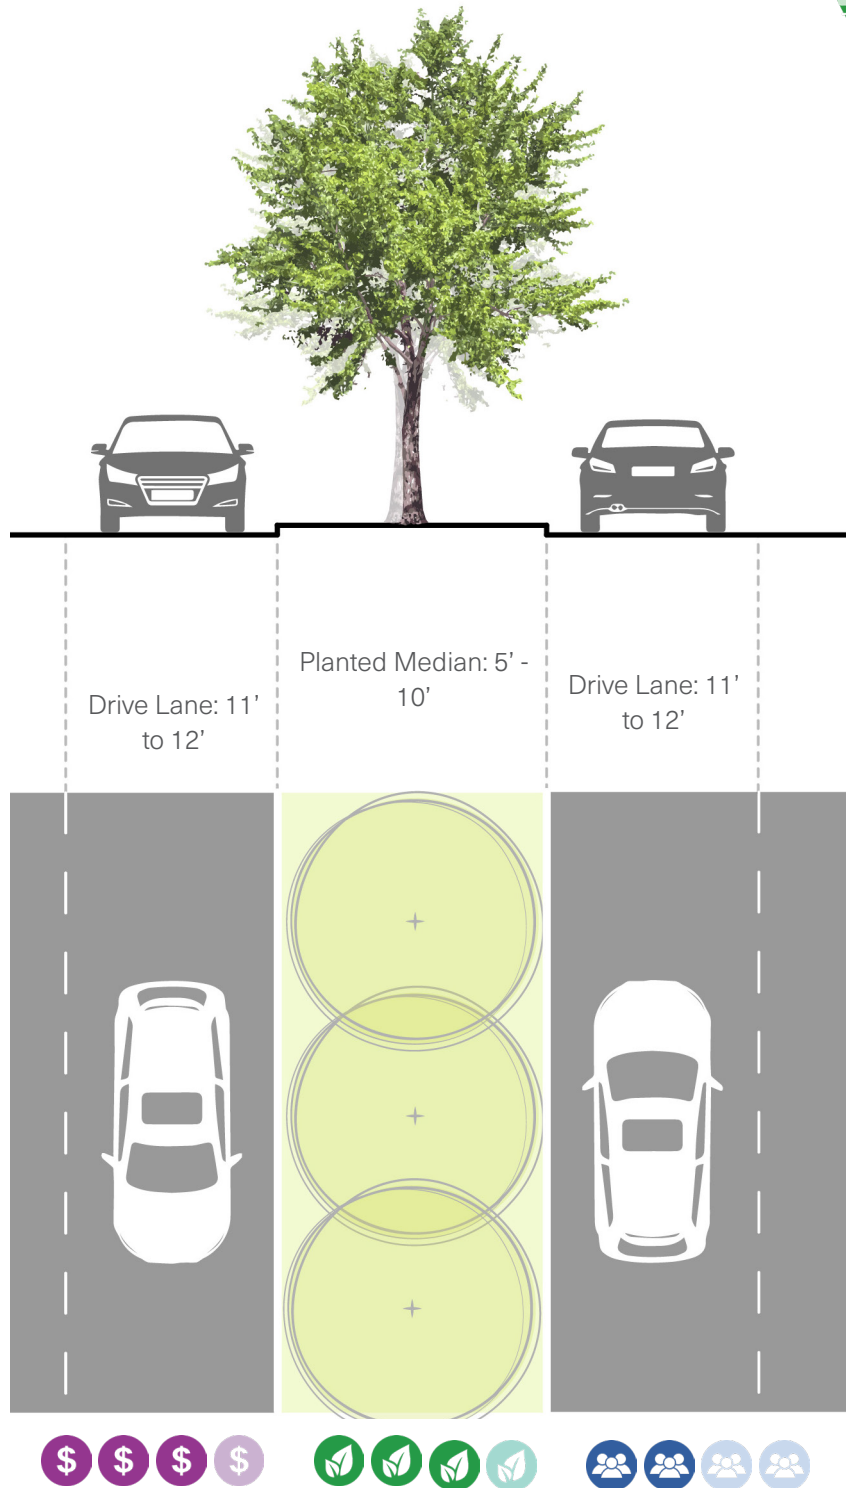 Planted Median: 5’ -
10’
Drive Lane: 11’
to 12’
Drive Lane: 11’
to 12’
$ $ $ $